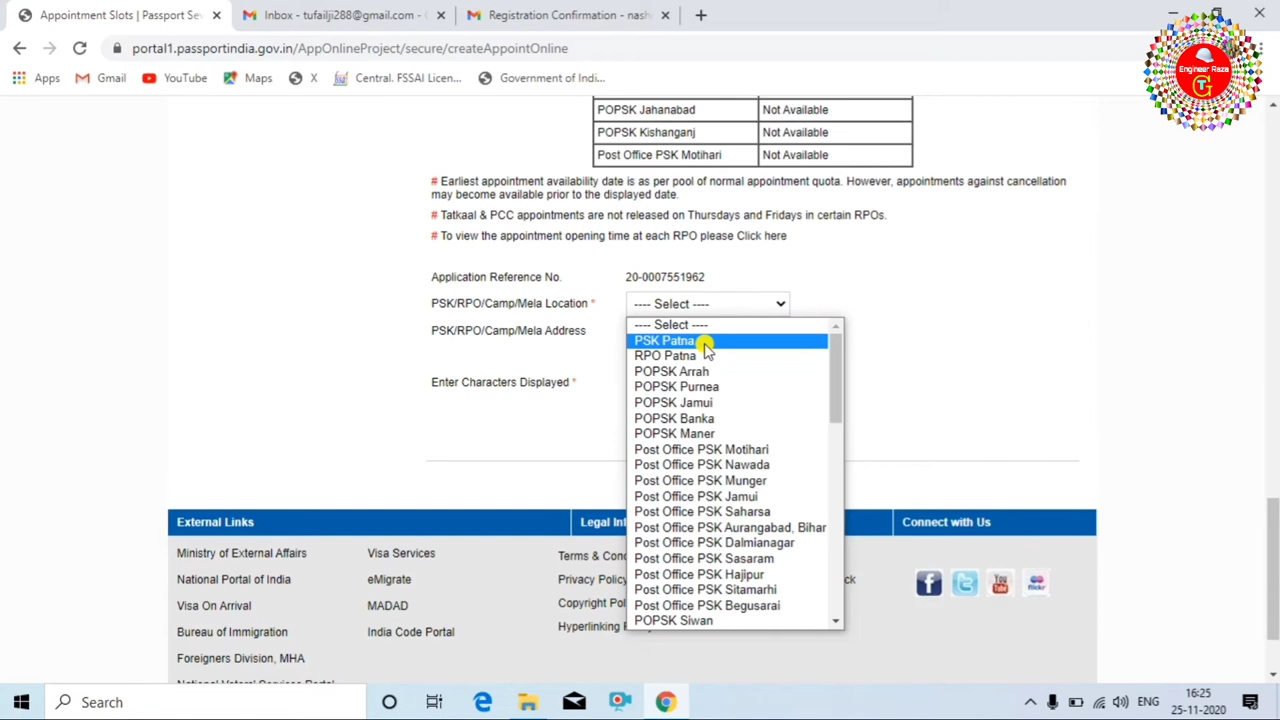 Appointment Slots | Passport Sev
Inbox - tufailji288@gmail.com - G
Registration Confirmation - nash
portal1.passportindia.gov.in/AppOnlineProject/secure/createAppointOnline
Apps
Gmail
YouTube
Maps
X
Central. FSSAI Licen...
Government of Indi...
Engineer Raza
T G
POPSK Jahanabad Not Available
POPSK Kishanganj Not Available
Post Office PSK Motihari Not Available
# Earliest appointment availability date is as per pool of normal appointment quota. However, appointments against cancellation
may become available prior to the displayed date.
# Tatkaal & PCC appointments are not released on Thursdays and Fridays in certain RPOs.
# To view the appointment opening time at each RPO please Click here
Application Reference No. 20-0007551962
PSK/RPO/Camp/Mela Location * ---- Select ----
PSK/RPO/Camp/Mela Address
Enter Characters Displayed *
---- Select ----
PSK Patna
RPO Patna
POPSK Arrah
POPSK Purnea
POPSK Jamui
POPSK Banka
POPSK Maner
Post Office PSK Motihari
Post Office PSK Nawada
Post Office PSK Munger
Post Office PSK Jamui
Post Office PSK Saharsa
Post Office PSK Aurangabad, Bihar
Post Office PSK Dalmianagar
Post Office PSK Sasaram
Post Office PSK Hajipur
Post Office PSK Sitamarhi
Post Office PSK Begusarai
POPSK Siwan
External Links
Legal Inf
Connect with Us
Ministry of External Affairs
Visa Services
Terms & Cond
National Portal of India
eMigrate
Privacy Policy
ck
Visa On Arrival
MADAD
Copyright Pol
Bureau of Immigration
India Code Portal
Hyperlinking
Foreigners Division, MHA
National Voters' Services Portal
Search
ENG
16:25
25-11-2020